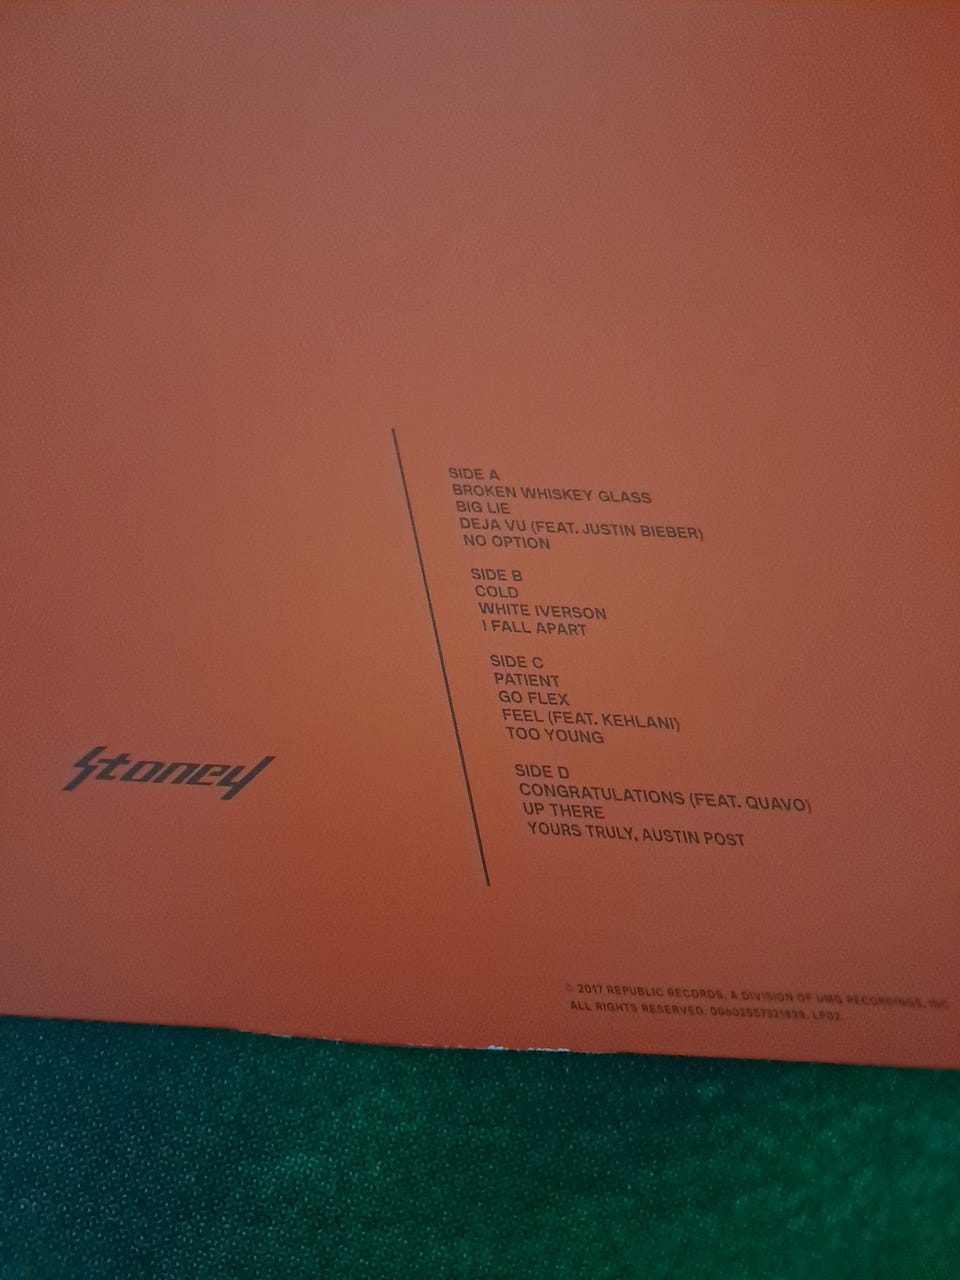 Stoney
SIDE A
BROKEN WHISKEY GLASS
BIG LIE
DEJA VU (FEAT. JUSTIN BIEBER)
NO OPTION
SIDE B
COLD
WHITE IVERSON
I FALL APART
SIDE C
PATIENT
GO FLEX
FEEL (FEAT. KEHLANI)
TOO YOUNG
SIDE D
CONGRATULATIONS (FEAT. QUAVO)
UP THERE
YOURS TRULY, AUSTIN POST
© 2017 REPUBLIC RECORDS, A DIVISION OF UMG RECORDINGS, INC.
ALL RIGHTS RESERVED. LP02.